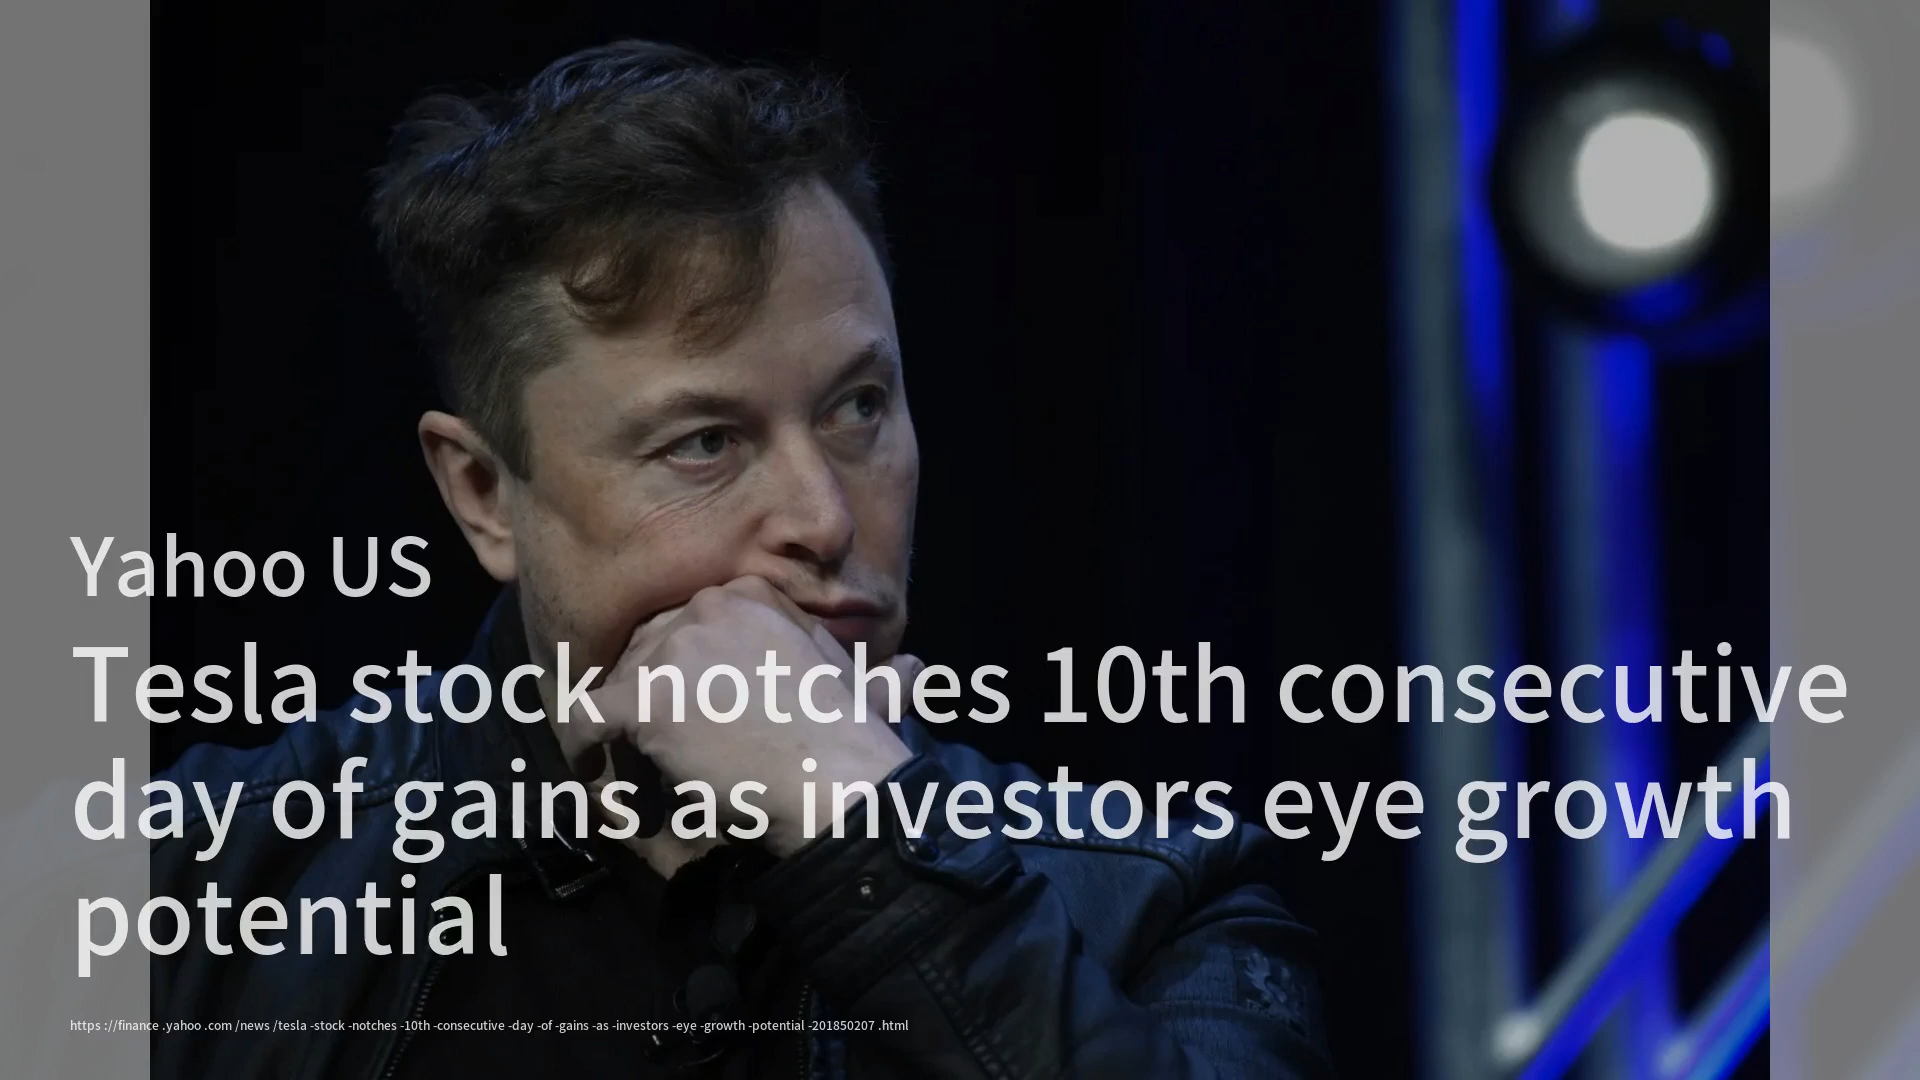 Yahoo US
Tesla stock notches 10th consecutive
day of gains as investors eye growth
potential
https ://finance .yahoo .com /news /tesla -stock -notches -10th -consecutive -day -of -gains -as -investors -eye -growth -potential -201850207 .html